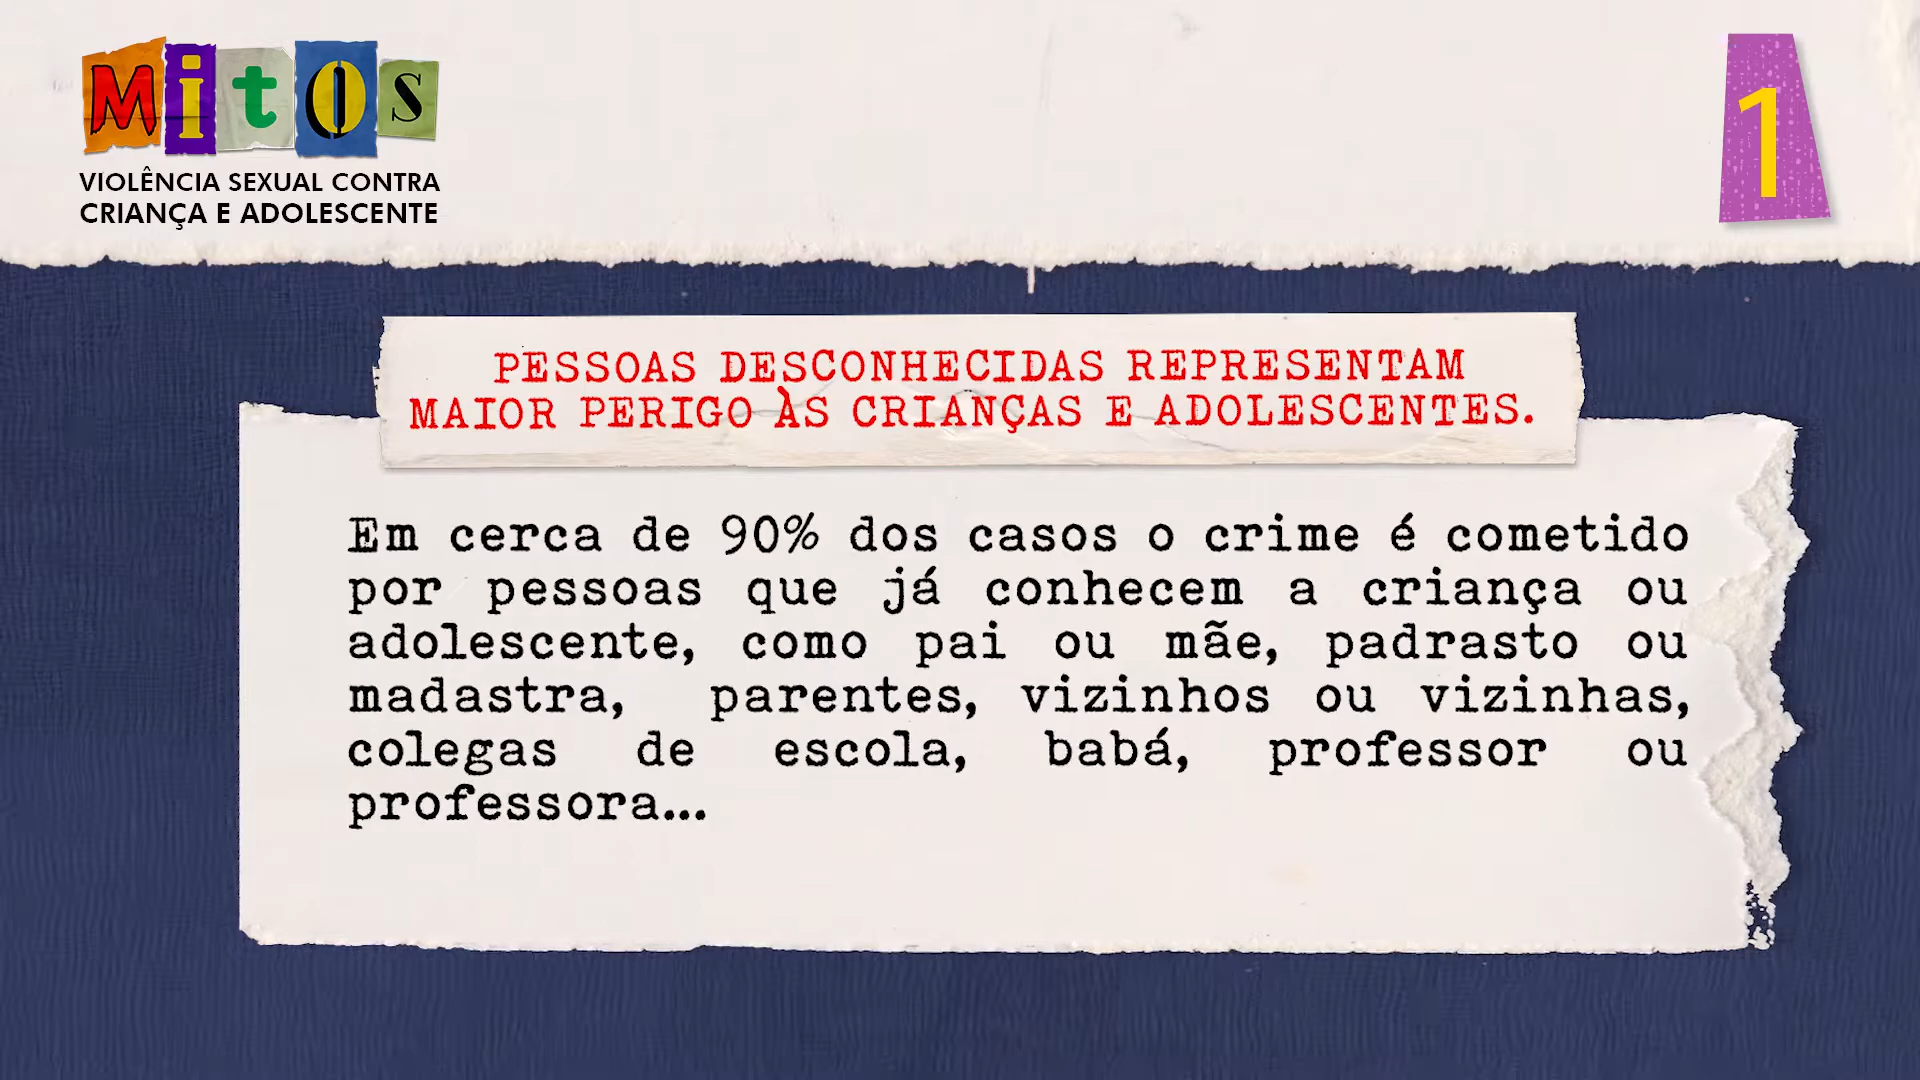 MitOs
VIOLÊNCIA SEXUAL CONTRA
CRIANÇA E ADOLESCENTE
1
PESSOAS DESCONHECIDAS REPRESENTAM
MAIOR PERIGO ÀS CRIANÇAS E ADOLESCENTES.
Em cerca de 90% dos casos o crime é cometido
por pessoas que já conhecem a criança ou
adolescente, como pai ou mãe, padrasto ou
madastra, parentes, vizinhos ou vizinhas,
colegas de escola, babá, professor ou
professora...